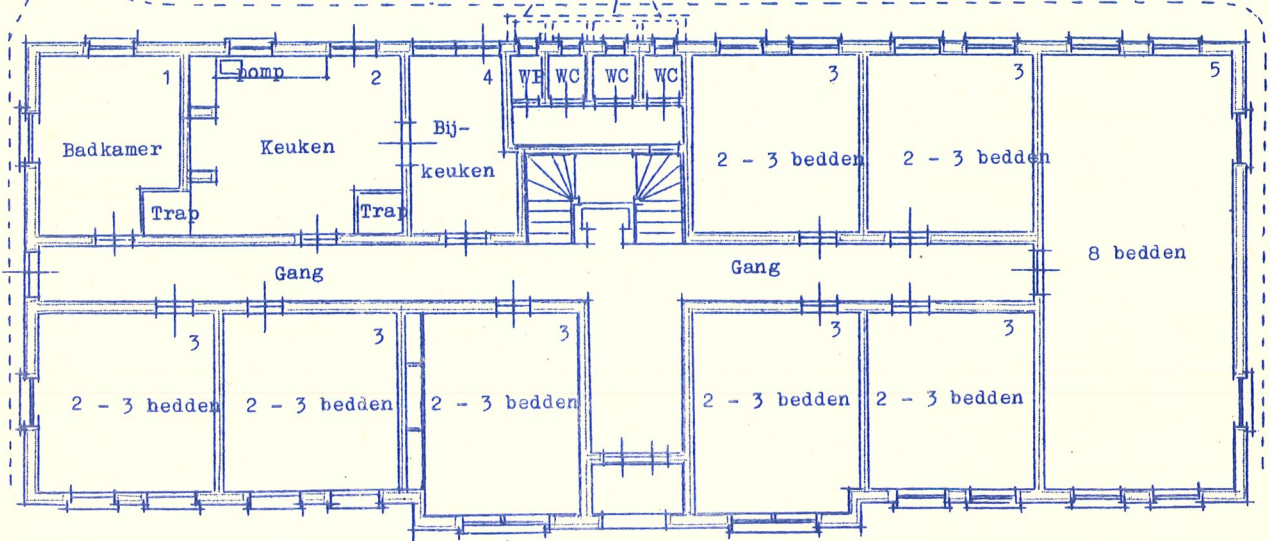 1
pomp
2
4
WC
WC
WC
3
3
5
Badkamer
Keuken
Bij-
keuken
2 - 3 bedden
2 - 3 bedden
Trap
Trap
8 bedden
Gang
Gang
3
3
3
3
3
2 - 3 bedden
2 - 3 bedden
2 - 3 bedden
2 - 3 bedden
2 - 3 bedden